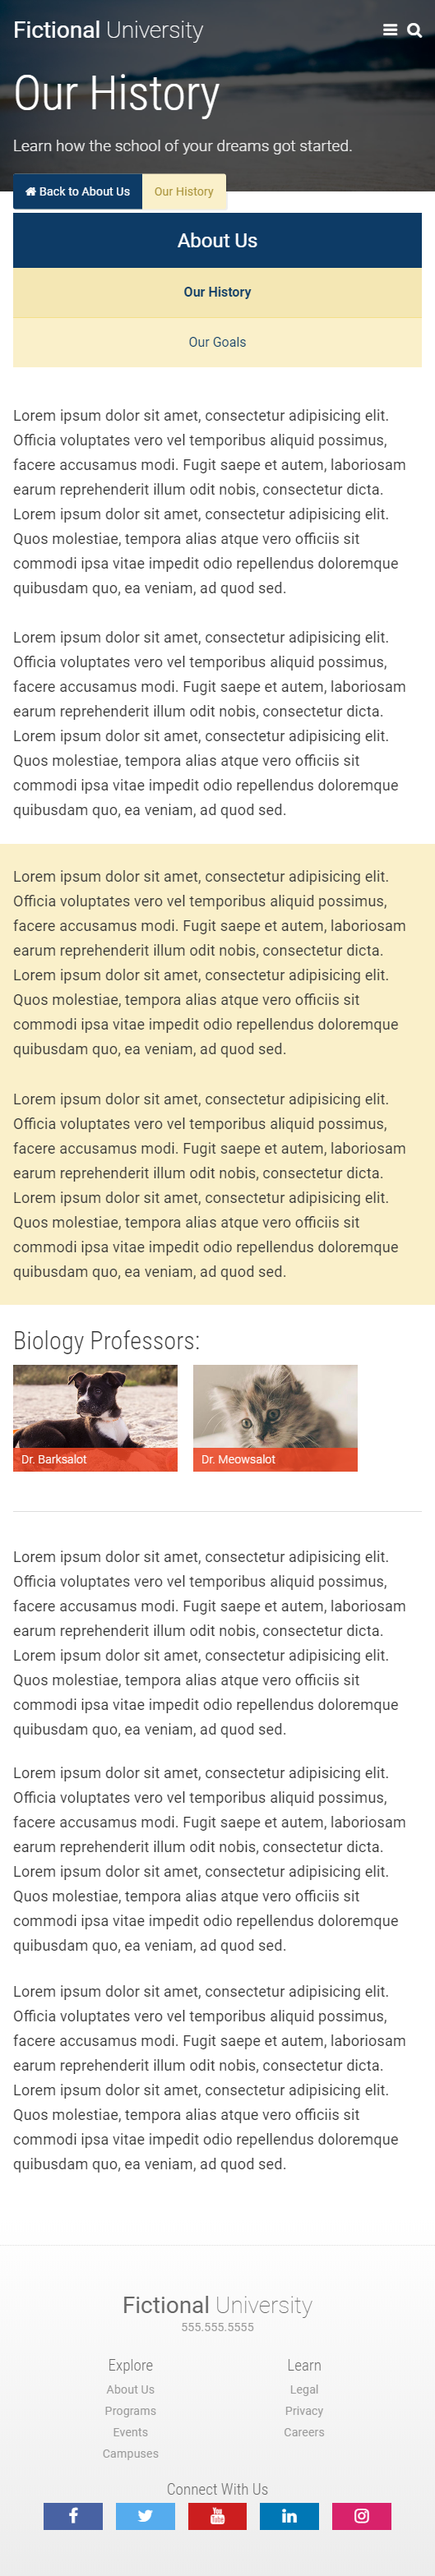 Fictional University
Our History
Learn how the school of your dreams got started.
Back to About Us Our History
About Us
Our History
Our Goals
Lorem ipsum dolor sit amet, consectetur adipisicing elit.
Officia voluptates vero vel temporibus aliquid possimus,
facere accusamus modi. Fugit saepe et autem, laboriosam
earum reprehenderit illum odit nobis, consectetur dicta.
Lorem ipsum dolor sit amet, consectetur adipisicing elit.
Quos molestiae, tempora alias atque vero officiis sit
commodi ipsa vitae impedit odio repellendus doloremque
quibusdam quo, ea veniam, ad quod sed.
Lorem ipsum dolor sit amet, consectetur adipisicing elit.
Officia voluptates vero vel temporibus aliquid possimus,
facere accusamus modi. Fugit saepe et autem, laboriosam
earum reprehenderit illum odit nobis, consectetur dicta.
Lorem ipsum dolor sit amet, consectetur adipisicing elit.
Quos molestiae, tempora alias atque vero officiis sit
commodi ipsa vitae impedit odio repellendus doloremque
quibusdam quo, ea veniam, ad quod sed.
Lorem ipsum dolor sit amet, consectetur adipisicing elit.
Officia voluptates vero vel temporibus aliquid possimus,
facere accusamus modi. Fugit saepe et autem, laboriosam
earum reprehenderit illum odit nobis, consectetur dicta.
Lorem ipsum dolor sit amet, consectetur adipisicing elit.
Quos molestiae, tempora alias atque vero officiis sit
commodi ipsa vitae impedit odio repellendus doloremque
quibusdam quo, ea veniam, ad quod sed.
Lorem ipsum dolor sit amet, consectetur adipisicing elit.
Officia voluptates vero vel temporibus aliquid possimus,
facere accusamus modi. Fugit saepe et autem, laboriosam
earum reprehenderit illum odit nobis, consectetur dicta.
Lorem ipsum dolor sit amet, consectetur adipisicing elit.
Quos molestiae, tempora alias atque vero officiis sit
commodi ipsa vitae impedit odio repellendus doloremque
quibusdam quo, ea veniam, ad quod sed.
Biology Professors:
Dr. Barksalot
Dr. Meowsalot
Lorem ipsum dolor sit amet, consectetur adipisicing elit.
Officia voluptates vero vel temporibus aliquid possimus,
facere accusamus modi. Fugit saepe et autem, laboriosam
earum reprehenderit illum odit nobis, consectetur dicta.
Lorem ipsum dolor sit amet, consectetur adipisicing elit.
Quos molestiae, tempora alias atque vero officiis sit
commodi ipsa vitae impedit odio repellendus doloremque
quibusdam quo, ea veniam, ad quod sed.
Lorem ipsum dolor sit amet, consectetur adipisicing elit.
Officia voluptates vero vel temporibus aliquid possimus,
facere accusamus modi. Fugit saepe et autem, laboriosam
earum reprehenderit illum odit nobis, consectetur dicta.
Lorem ipsum dolor sit amet, consectetur adipisicing elit.
Quos molestiae, tempora alias atque vero officiis sit
commodi ipsa vitae impedit odio repellendus doloremque
quibusdam quo, ea veniam, ad quod sed.
Lorem ipsum dolor sit amet, consectetur adipisicing elit.
Officia voluptates vero vel temporibus aliquid possimus,
facere accusamus modi. Fugit saepe et autem, laboriosam
earum reprehenderit illum odit nobis, consectetur dicta.
Lorem ipsum dolor sit amet, consectetur adipisicing elit.
Quos molestiae, tempora alias atque vero officiis sit
commodi ipsa vitae impedit odio repellendus doloremque
quibusdam quo, ea veniam, ad quod sed.
Fictional University
555.555.5555
Explore
About Us
Programs
Events
Campuses
Learn
Legal
Privacy
Careers
Connect With Us